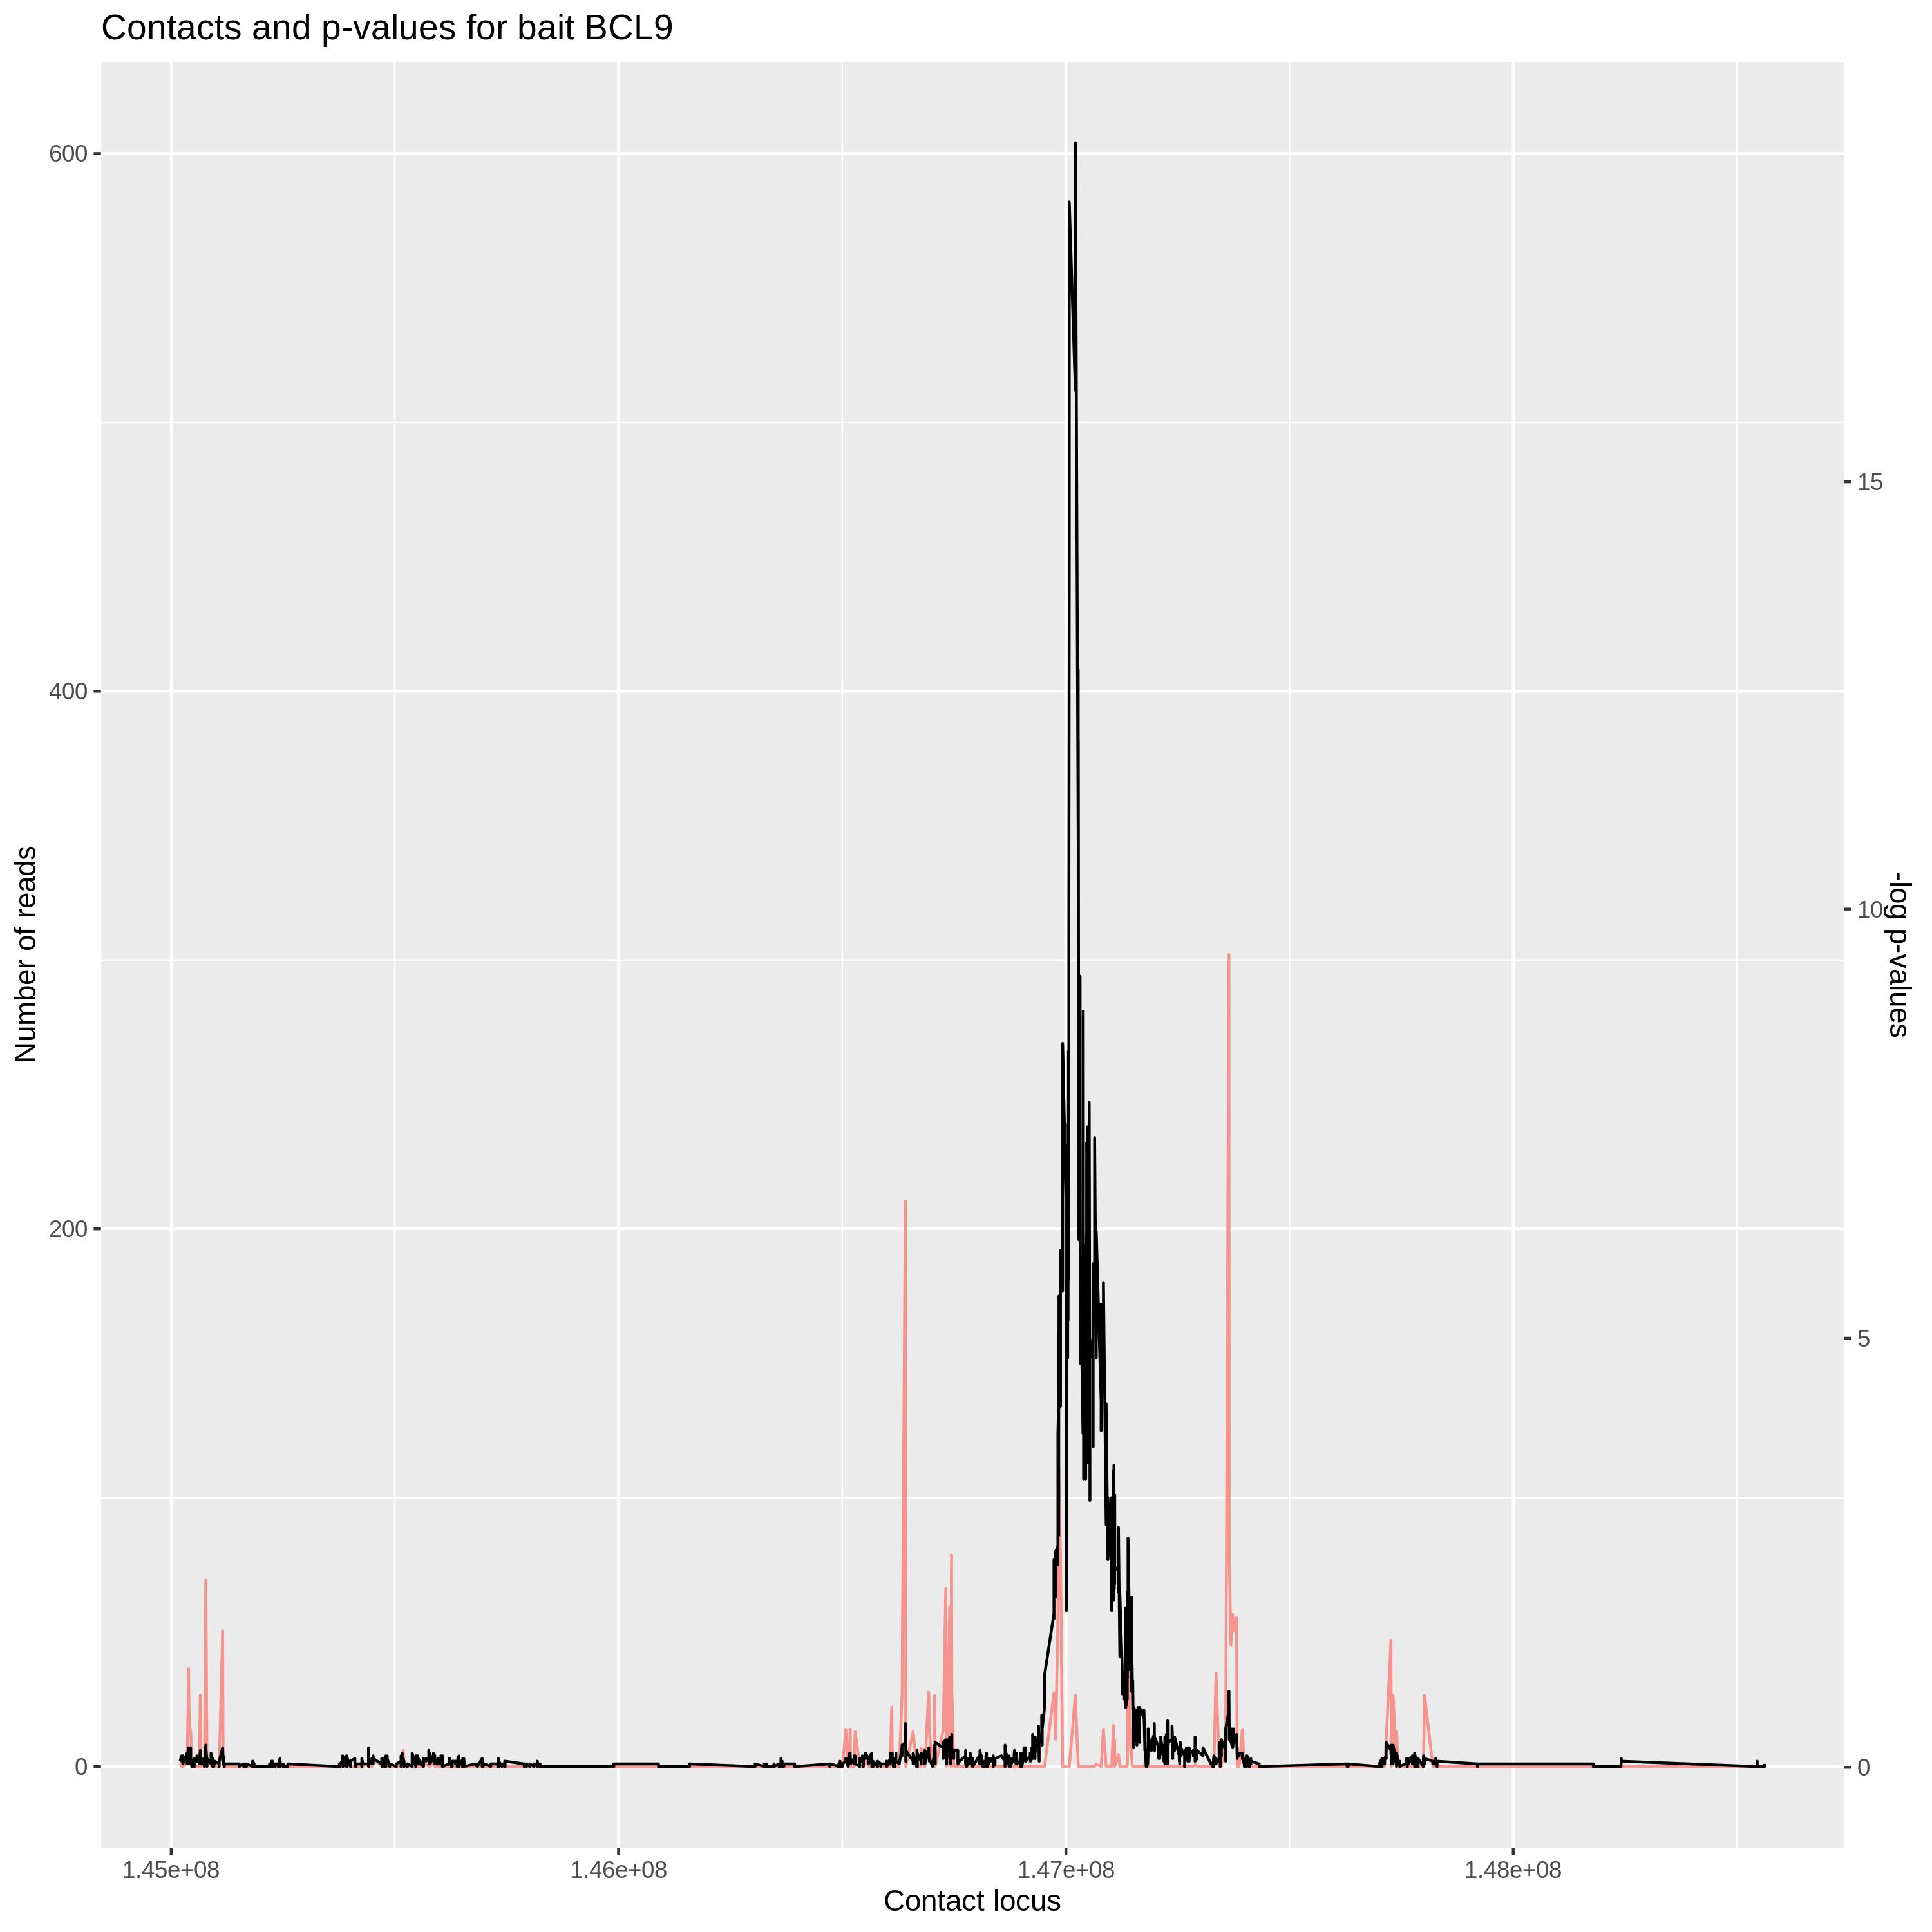 Contacts and p-values for bait BCL9
600
400
200
0
Number of reads
15
10
5
0
-log p-values
1.45e+08
1.46e+08
1.47e+08
1.48e+08
Contact locus